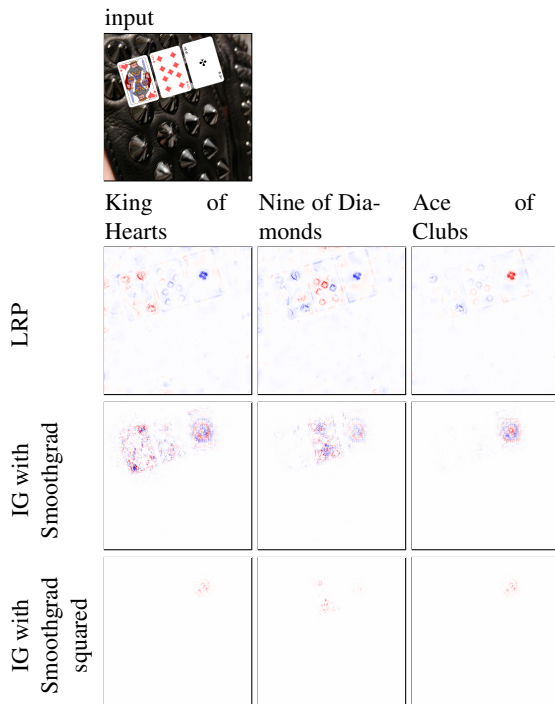 input
King of
Hearts
Nine of Dia-
monds
Ace of
Clubs
LRP
IG with
Smoothgrad
IG with
Smoothgrad
squared